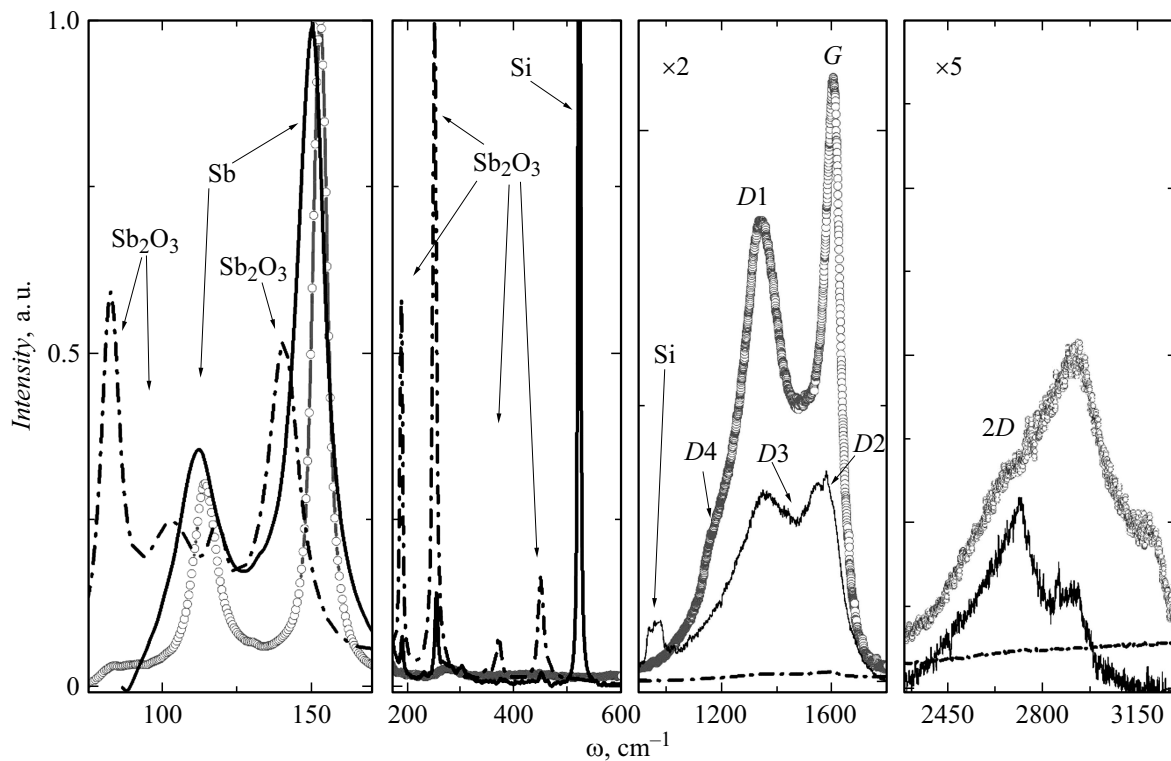 1.0
0.5
0
Intensity, a. u.
Sb₂O₃
Sb
Sb₂O₃
100
150
Si
Sb₂O₃
200
400
600
×2
G
D1
D4
D3
D2
Si
1200
1600
×5
2D
2450
2800
3150
ω, cm⁻¹